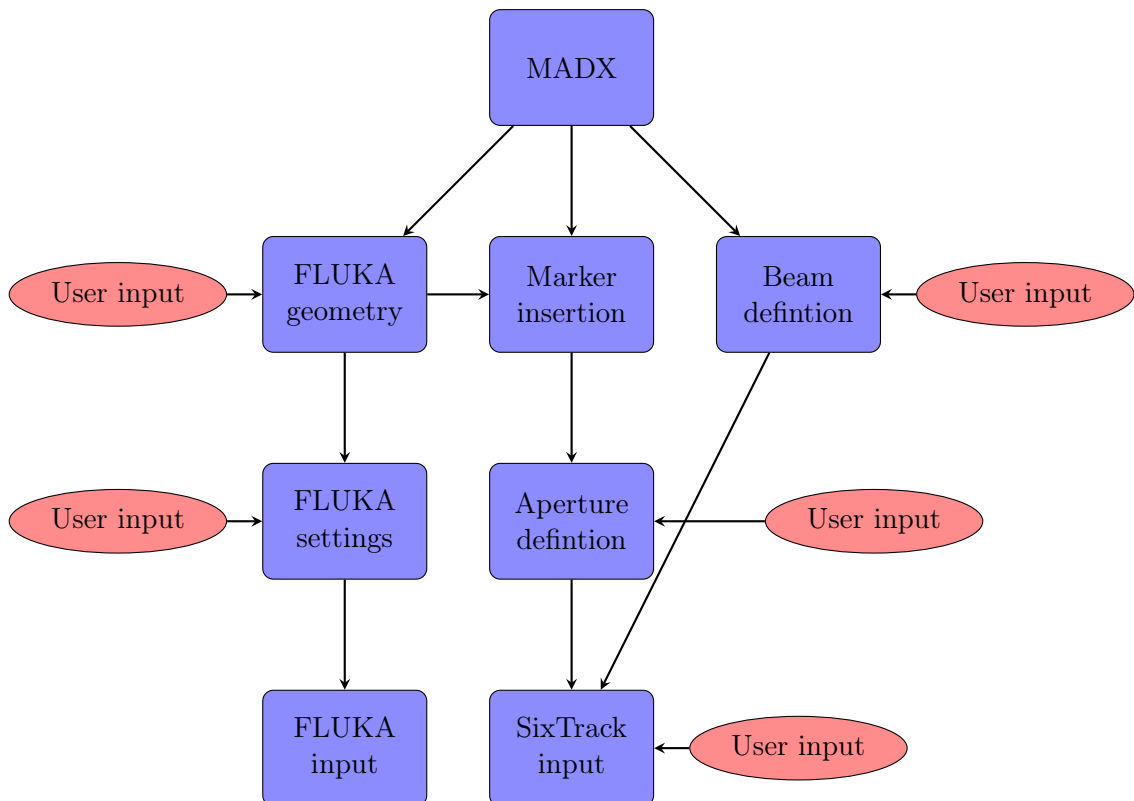 MADX
User input
FLUKA
geometry
Marker
insertion
Beam
defintion
User input
User input
FLUKA
settings
Aperture
defintion
User input
FLUKA
input
SixTrack
input
User input